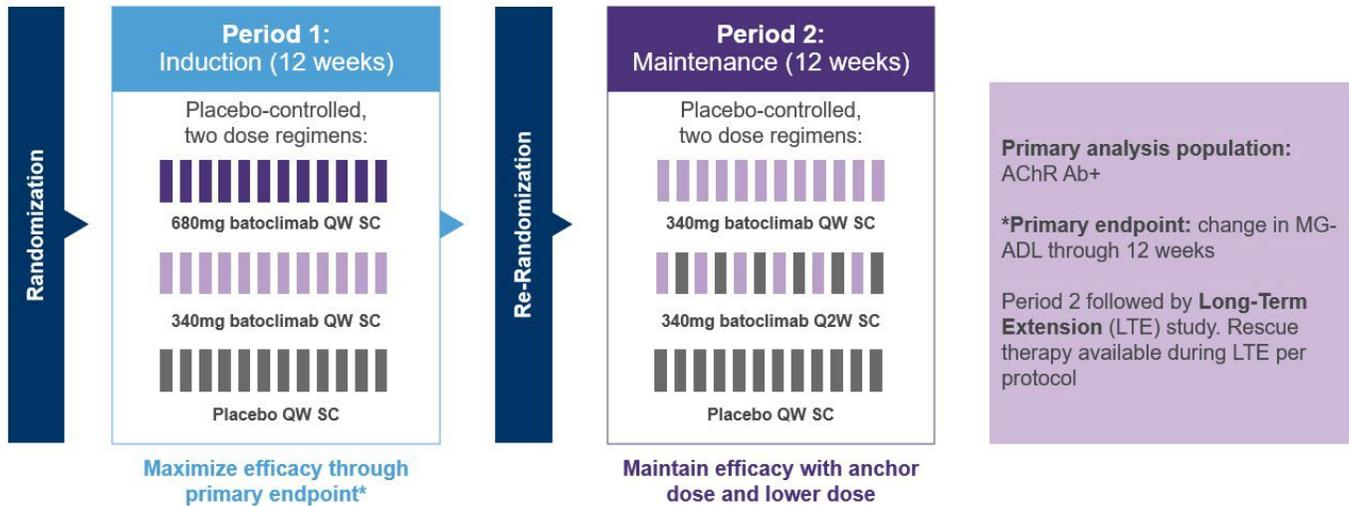 Randomization
Period 1:
Induction (12 weeks)
Placebo-controlled,
two dose regimens:
680mg batoclimab QW SC
340mg batoclimab QW SC
Placebo QW SC
Maximize efficacy through
primary endpoint*
Re-Randomization
Period 2:
Maintenance (12 weeks)
Placebo-controlled,
two dose regimens:
340mg batoclimab QW SC
340mg batoclimab Q2W SC
Placebo QW SC
Maintain efficacy with anchor
dose and lower dose
Primary analysis population:
AChR Ab+
*Primary endpoint: change in MG-
ADL through 12 weeks
Period 2 followed by Long-Term
Extension (LTE) study. Rescue
therapy available during LTE per
protocol